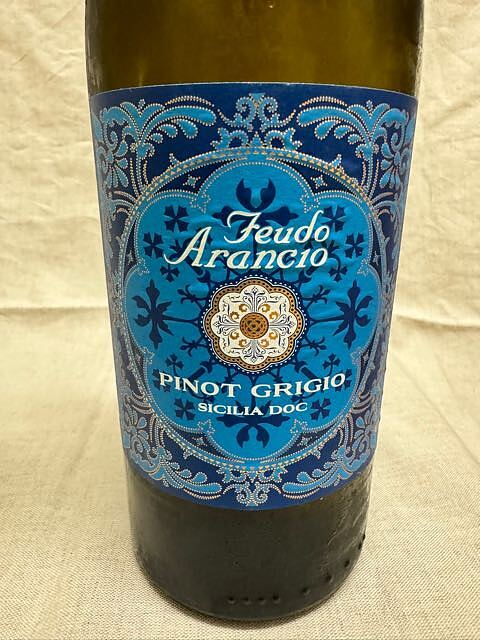 Feudo
Arancio
PINOT GRIGIO
SICILIA DOC